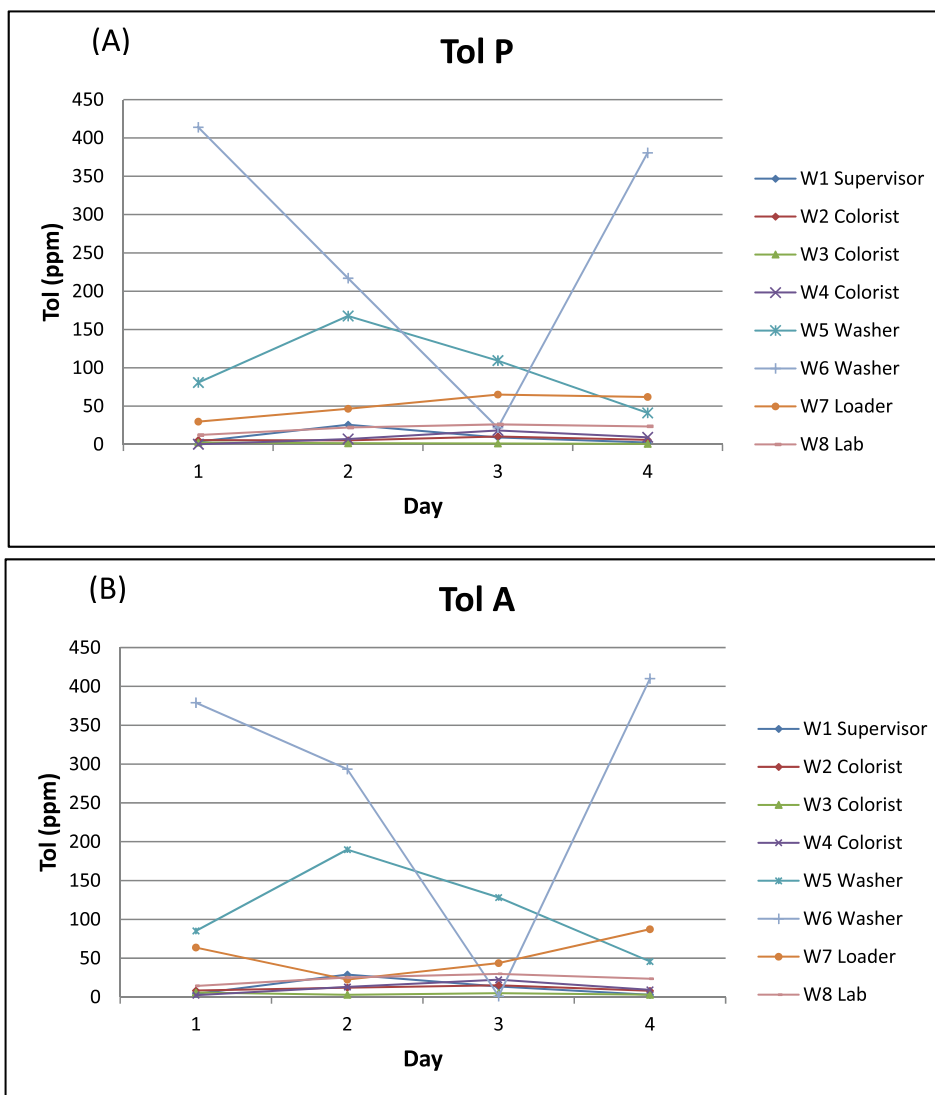 (A)
Tol P
450
400
350
300
250
200
150
100
50
0
Tol (ppm)
1 2 3 4
Day
W1 Supervisor
W2 Colorist
W3 Colorist
W4 Colorist
W5 Washer
W6 Washer
W7 Loader
W8 Lab
(B)
Tol A
450
400
350
300
250
200
150
100
50
0
Tol (ppm)
1 2 3 4
Day
W1 Supervisor
W2 Colorist
W3 Colorist
W4 Colorist
W5 Washer
W6 Washer
W7 Loader
W8 Lab